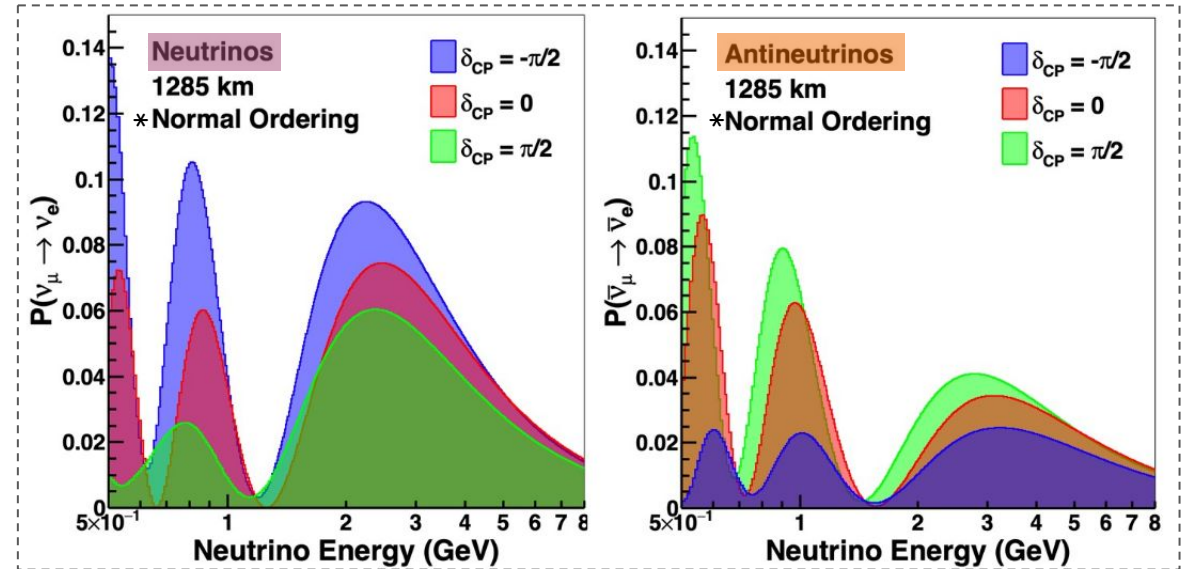 Neutrinos
1285 km
*Normal Ordering
δCP = -π/2
δCP = 0
δCP = π/2
P(νμ → νe)
0.14
0.12
0.1
0.08
0.06
0.04
0.02
0
5×10⁻¹ 1 2 3 4 5 6 7 8
Neutrino Energy (GeV)
Antineutrinos
1285 km
*Normal Ordering
δCP = -π/2
δCP = 0
δCP = π/2
P(ν̅μ → ν̅e)
0.14
0.12
0.1
0.08
0.06
0.04
0.02
0
5×10⁻¹ 1 2 3 4 5 6 7 8
Neutrino Energy (GeV)